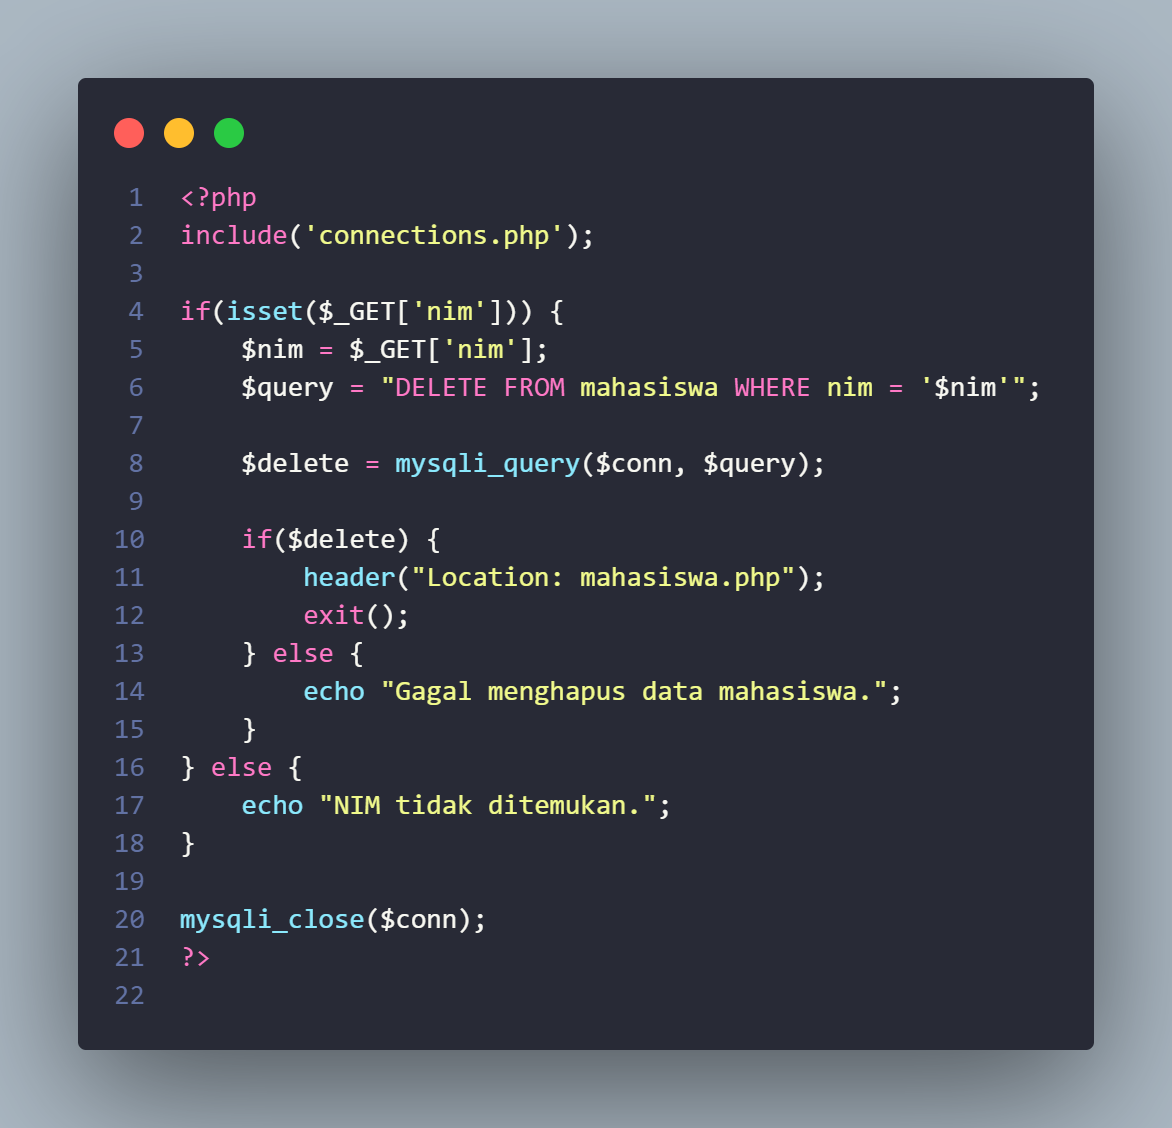 1 <?php
2 include('connections.php');
3
4 if(isset($_GET['nim'])) {
5     $nim = $_GET['nim'];
6     $query = "DELETE FROM mahasiswa WHERE nim = '$nim'";
7
8     $delete = mysqli_query($conn, $query);
9
10     if($delete) {
11         header("Location: mahasiswa.php");
12         exit();
13     } else {
14         echo "Gagal menghapus data mahasiswa.";
15     }
16 } else {
17     echo "NIM tidak ditemukan.";
18 }
19
20 mysqli_close($conn);
21 ?>
22